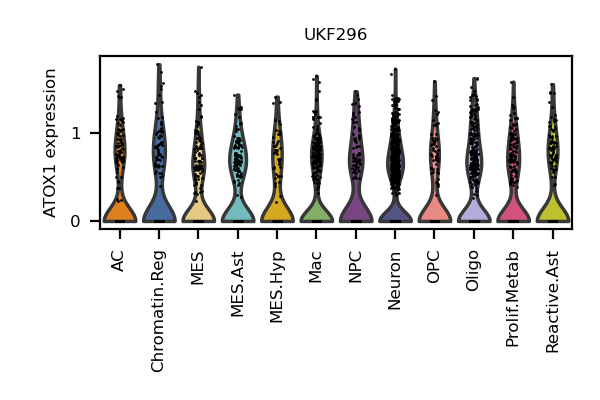 UKF296
ATOX1 expression
1
0
AC
Chromatin.Reg
MES
MES.Ast
MES.Hyp
Mac
NPC
Neuron
OPC
Oligo
Prolif.Metab
Reactive.Ast